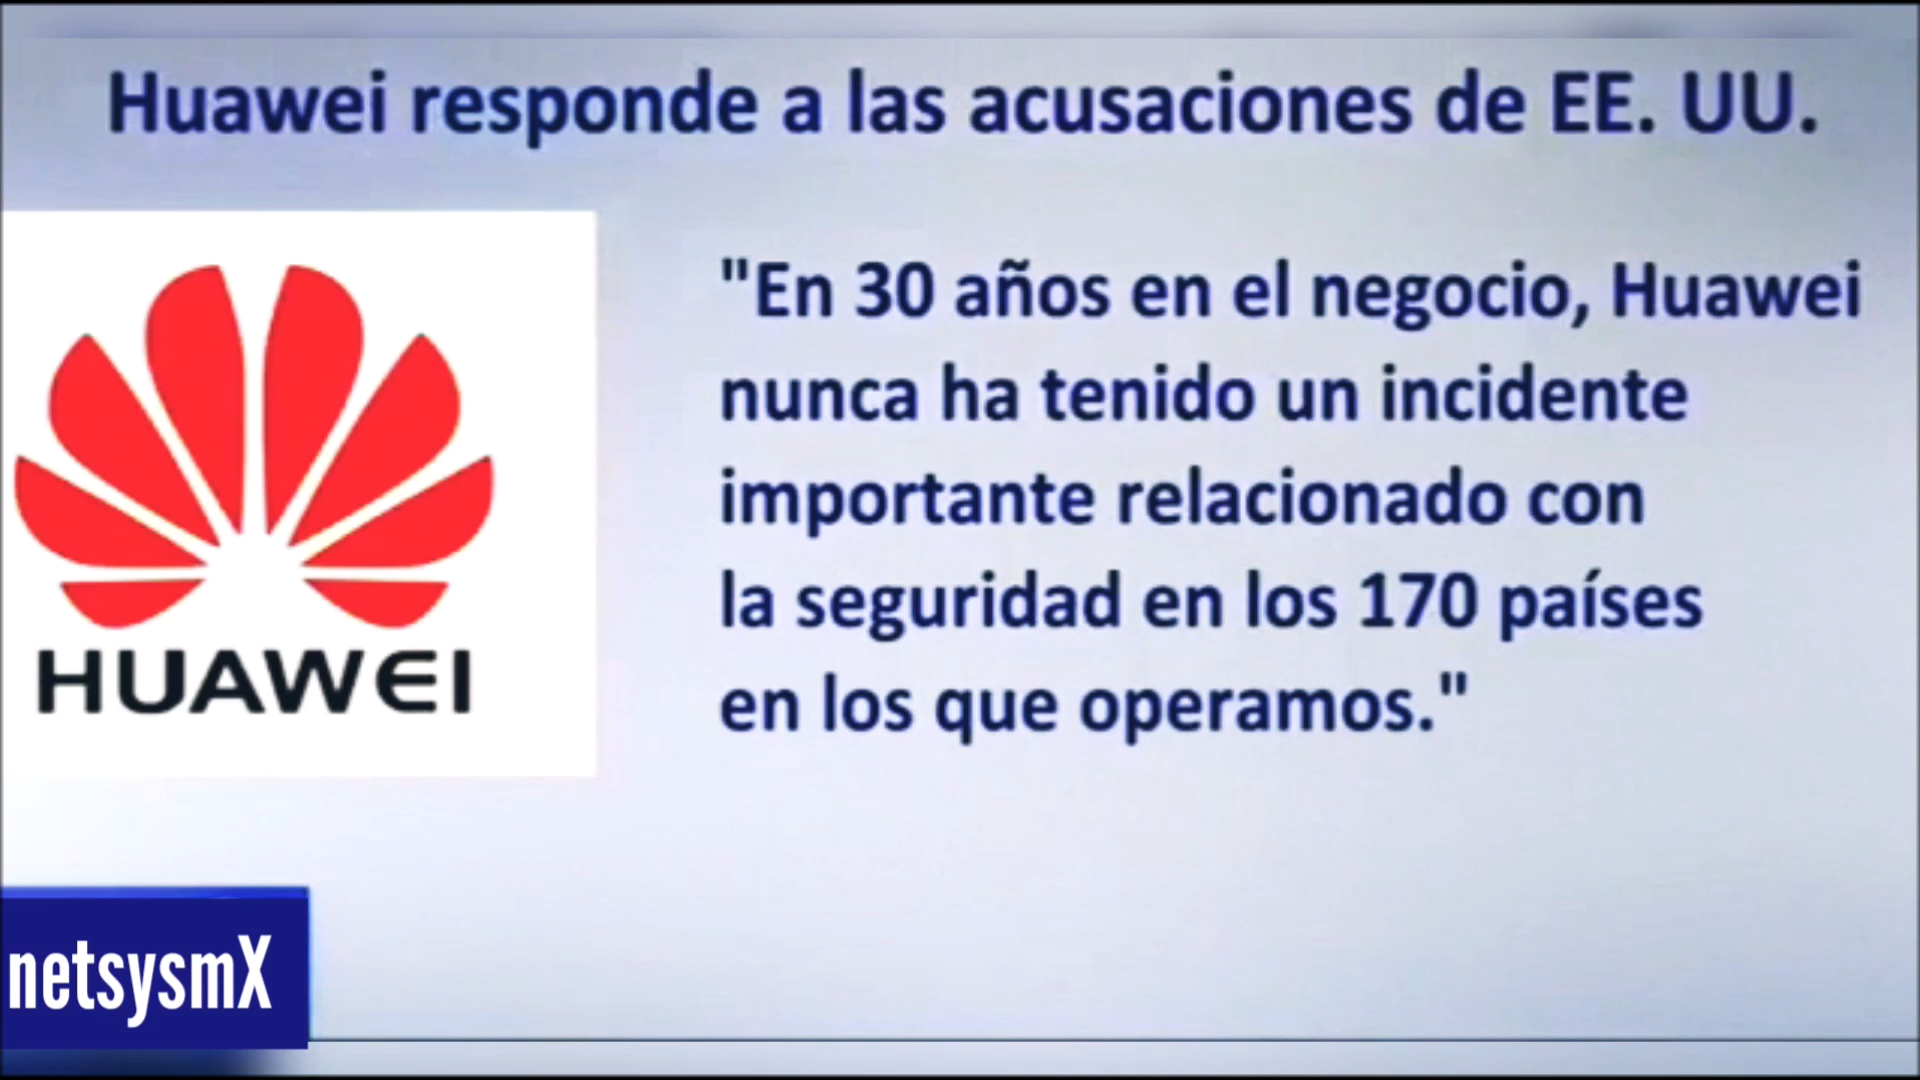 Huawei responde a las acusaciones de EE. UU.
HUAWEI
"En 30 años en el negocio, Huawei
nunca ha tenido un incidente
importante relacionado con
la seguridad en los 170 países
en los que operamos."
netsysmX